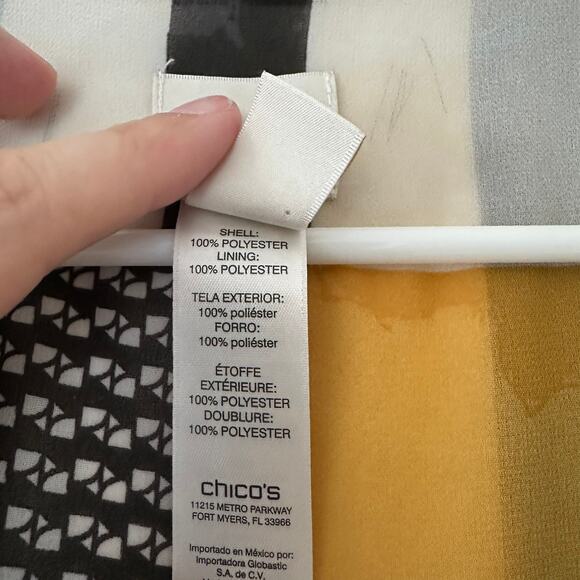 SHELL:
100% POLYESTER
LINING:
100% POLYESTER
TELA EXTERIOR:
100% poliéster
FORRO:
100% poliéster
ÉTOFFE
EXTÉRIEURE:
100% POLYESTER
DOUBLURE:
100% POLYESTER
chico's
11215 METRO PARKWAY
FORT MYERS, FL 33966
Importado en México por:
Importadora Globastic
S.A. de C.V.